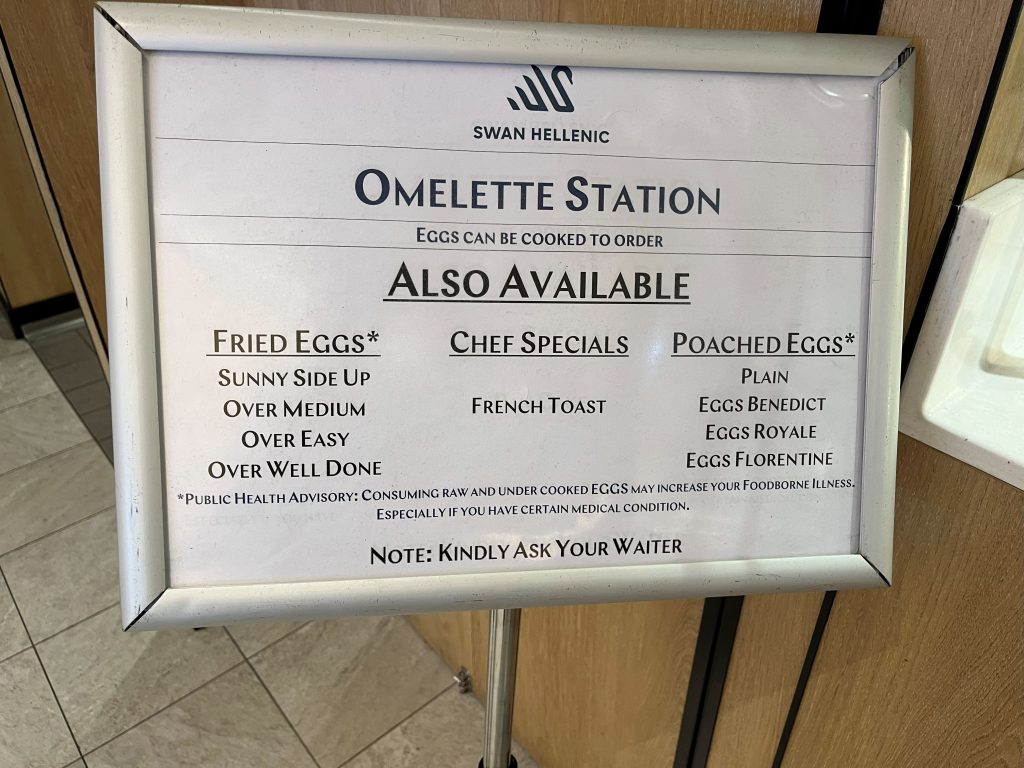 SWAN HELLENIC
OMELETTE STATION
EGGS CAN BE COOKED TO ORDER
ALSO AVAILABLE
FRIED EGGS*
SUNNY SIDE UP
OVER MEDIUM
OVER EASY
OVER WELL DONE
CHEF SPECIALS
FRENCH TOAST
POACHED EGGS*
PLAIN
EGGS BENEDICT
EGGS ROYALE
EGGS FLORENTINE
*PUBLIC HEALTH ADVISORY: CONSUMING RAW AND UNDER COOKED EGGS MAY INCREASE YOUR FOODBORNE ILLNESS.
ESPECIALLY IF YOU HAVE CERTAIN MEDICAL CONDITION.
NOTE: KINDLY ASK YOUR WAITER